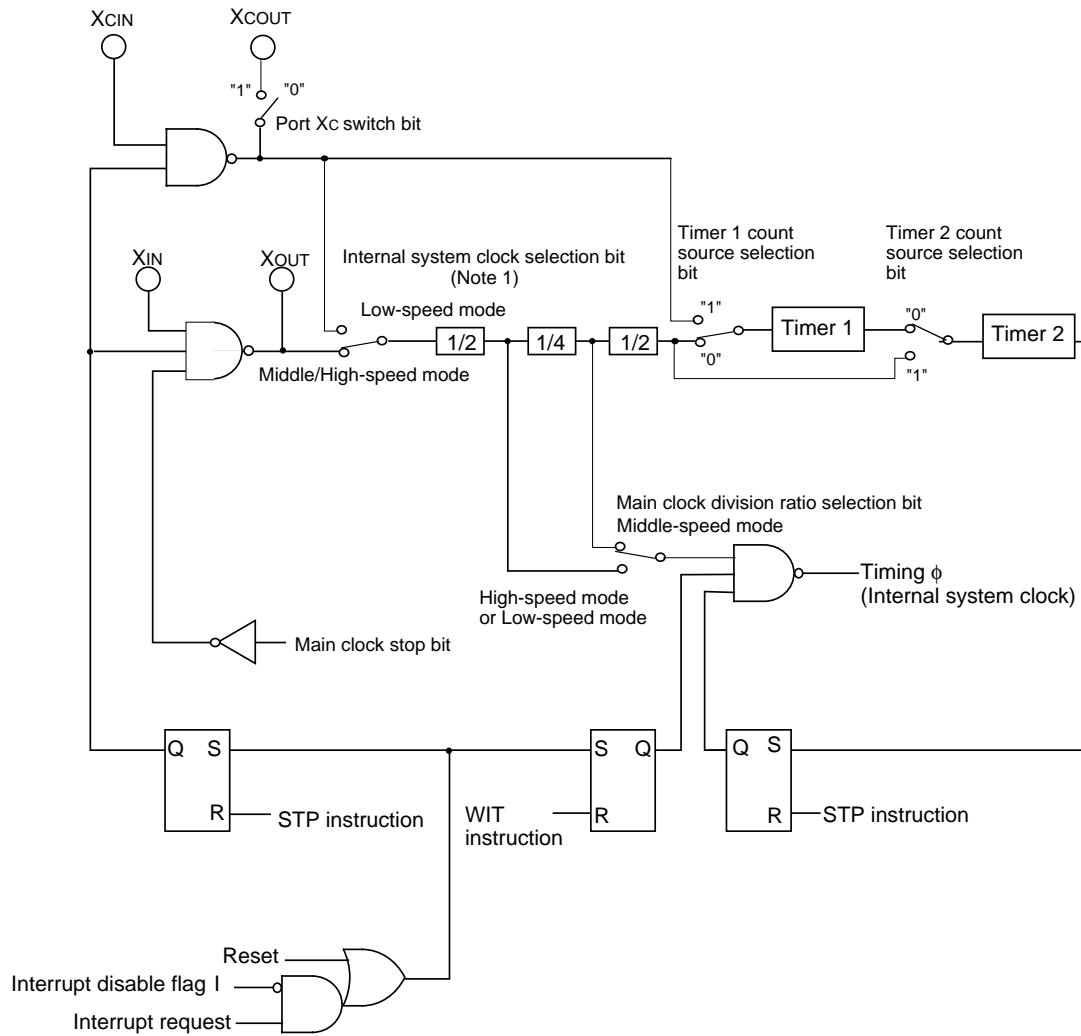 XCIN
XCOUT
"1" "0"
Port XC switch bit
XIN
XOUT
Internal system clock selection bit
(Note 1)
Low-speed mode
Middle/High-speed mode
1/2
1/4
1/2
Timer 1 count
source selection
bit
"1"
"0"
Timer 1
Timer 2 count
source selection
bit
"0"
"1"
Timer 2
Main clock division ratio selection bit
Middle-speed mode
High-speed mode
or Low-speed mode
Timing ϕ
(Internal system clock)
Main clock stop bit
Q S
R
STP instruction
S Q
R
WIT
instruction
Q S
R
STP instruction
Reset
Interrupt disable flag I
Interrupt request